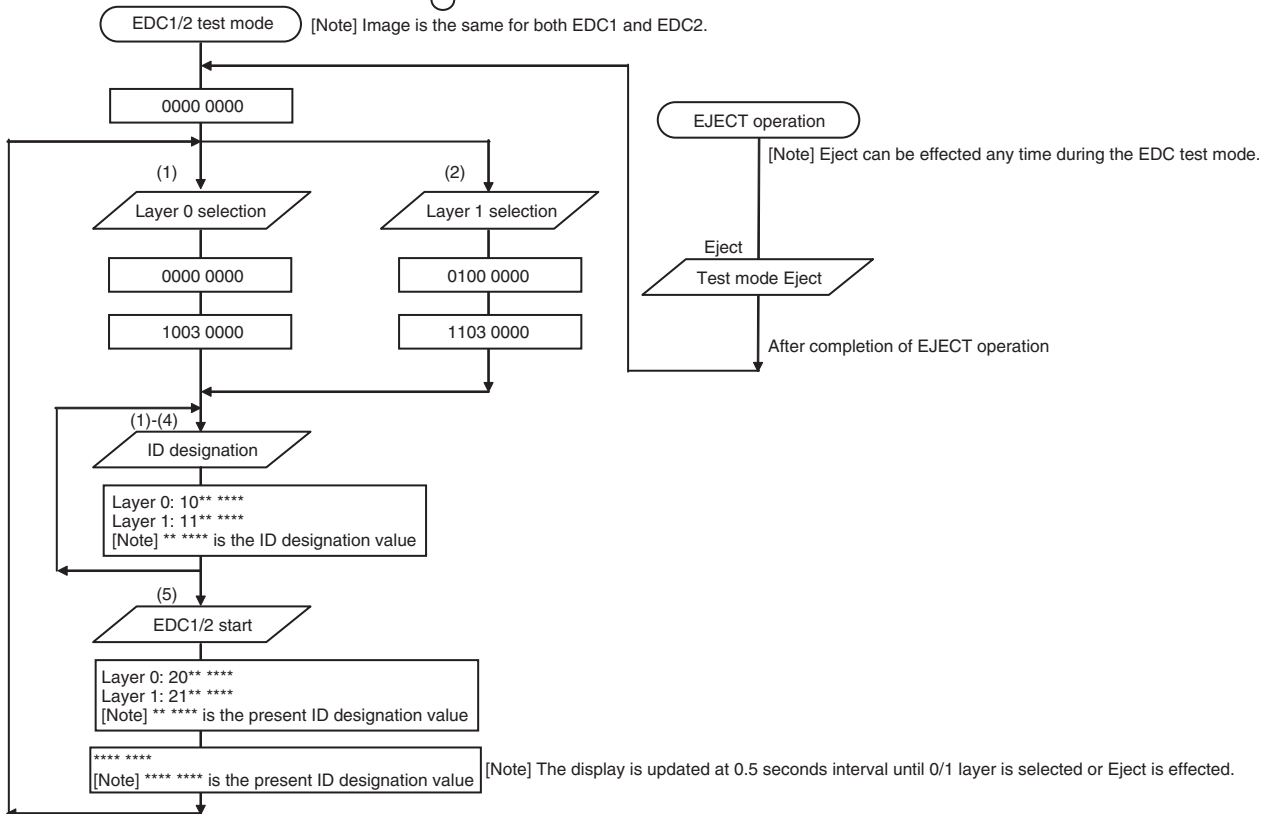 EDC1/2 test mode
[Note] Image is the same for both EDC1 and EDC2.
0000 0000
EJECT operation
[Note] Eject can be effected any time during the EDC test mode.
(1)
(2)
Layer 0 selection
Layer 1 selection
Eject
Test mode Eject
0000 0000
0100 0000
1003 0000
1103 0000
After completion of EJECT operation
(1)-(4)
ID designation
Layer 0: 10** ****
Layer 1: 11** ****
[Note] ** **** is the ID designation value
(5)
EDC1/2 start
Layer 0: 20** ****
Layer 1: 21** ****
[Note] ** **** is the present ID designation value
**** ****
[Note] **** **** is the present ID designation value
[Note] The display is updated at 0.5 seconds interval until 0/1 layer is selected or Eject is effected.